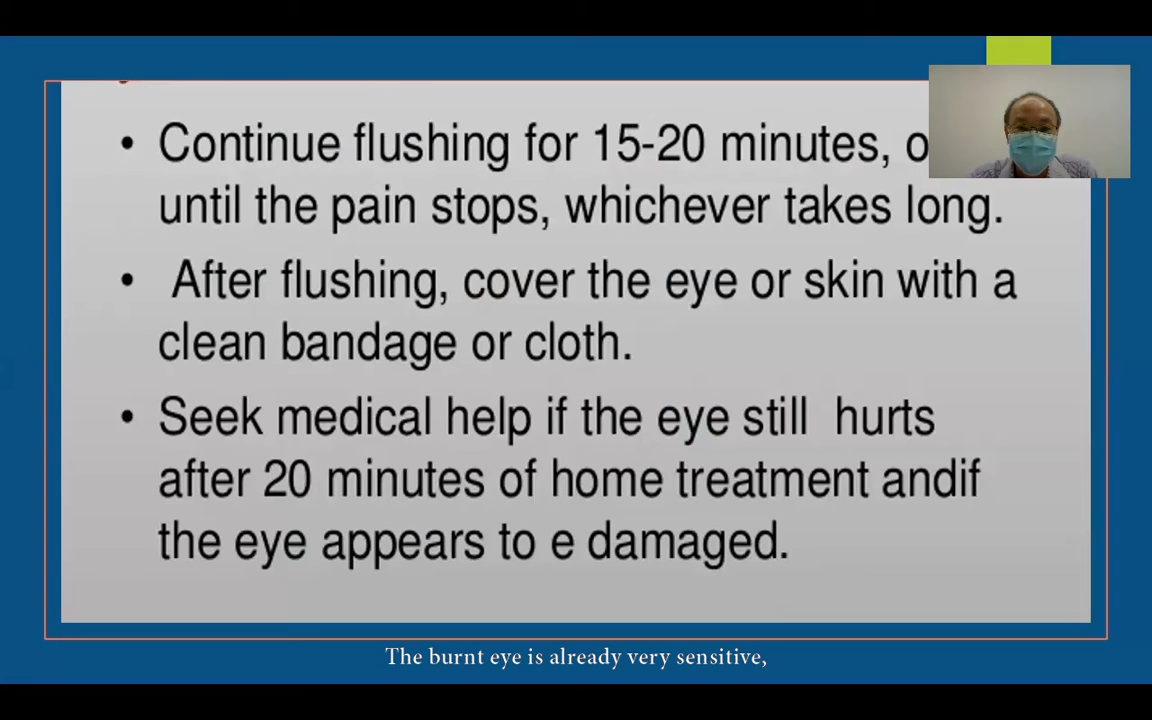 • Continue flushing for 15-20 minutes,
until the pain stops, whichever takes long.
• After flushing, cover the eye or skin with a
clean bandage or cloth.
• Seek medical help if the eye still hurts
after 20 minutes of home treatment andif
the eye appears to e damaged.
The burnt eye is already very sensitive,